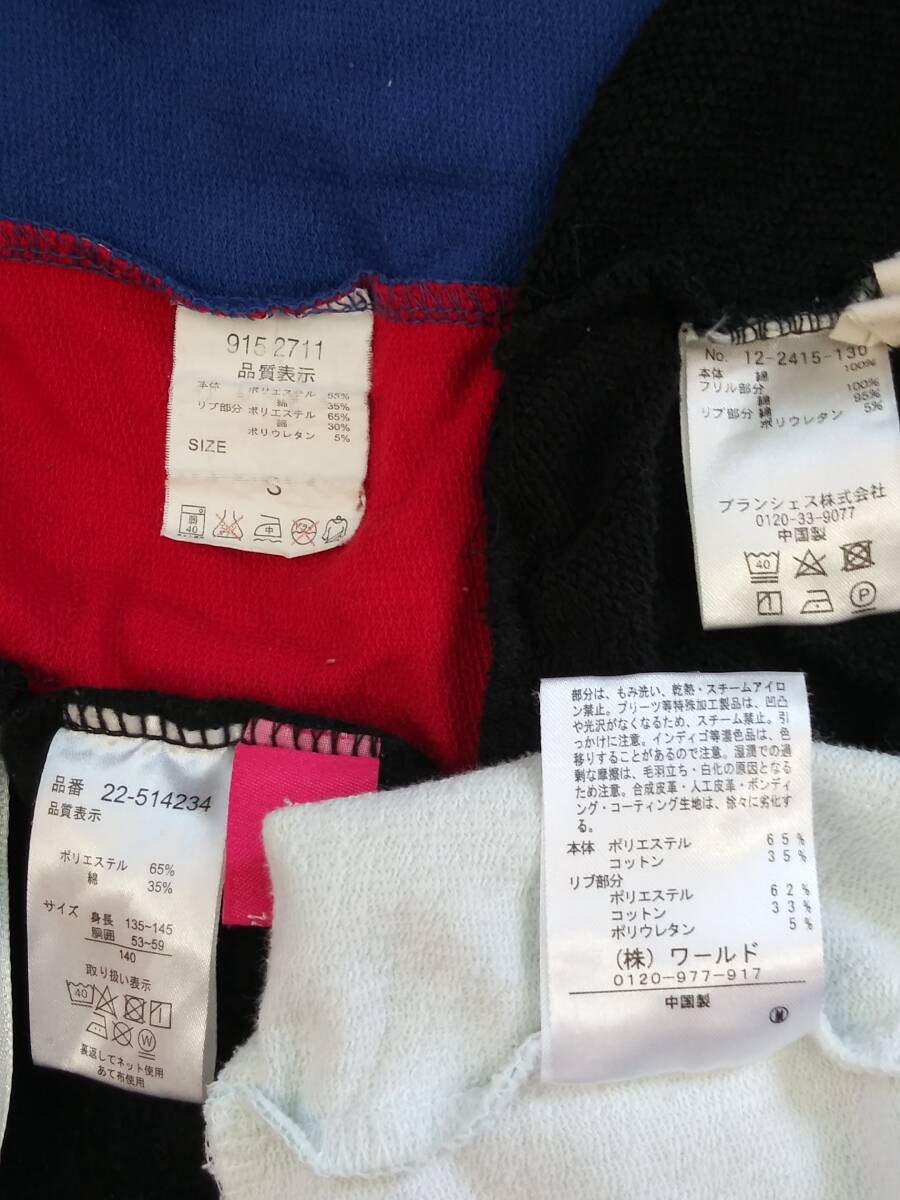 915 2711
品質表示
本体 ポリエステル 65%
綿 35%
リブ部分 ポリエステル 65%
綿 30%
ポリウレタン 5%
SIZE
S
40
中
No. 12-2415-130
本体 綿 100%
フリル部分
綿 100%
リブ部分 綿 95%
ポリウレタン 5%
ブランシェス株式会社
0120-33-9077
中国製
40
P
品番 22-514234
品質表示
ポリエステル 65%
綿 35%
サイズ
身長 135-145
胴囲 53-59
140
取り扱い表示
40
W
裏返してネット使用
あて布使用
部分は、もみ洗い、乾熱・スチームアイロ
ン禁止。プリーツ等特殊加工製品は、凹凸
や光沢がなくなるため、スチーム禁止。引
っかけに注意。インディゴ等濃色品は、色
移りすることがあるので注意。湿潤での過
剰な摩擦は、毛羽立ち・白化の原因となる
ため注意。合成皮革・人工皮革・ボンディ
ング・コーティング生地は、徐々に劣化す
る。
本体 ポリエステル 65%
コットン 35%
リブ部分
ポリエステル 62%
コットン 33%
ポリウレタン 5%
(株) ワールド
0120-977-917
中国製